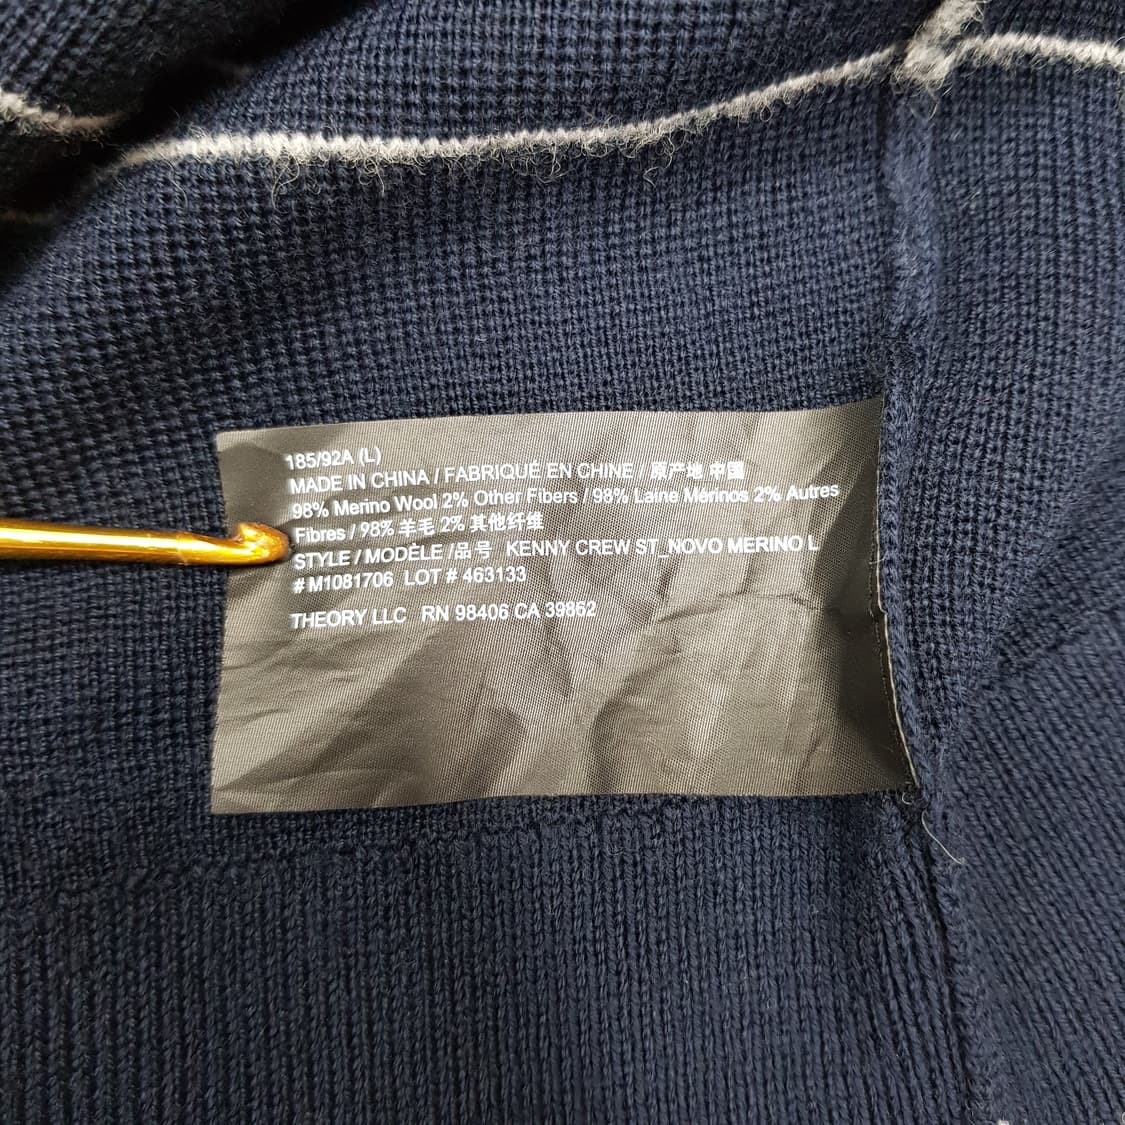 185/92A (L)
MADE IN CHINA / FABRIQUÉ EN CHINE / 原产地 中国
98% Merino Wool 2% Other Fibers / 98% Laine Mérinos 2% Autres
Fibres / 98% 羊毛 2% 其他纤维
STYLE / MODÈLE /品号 KENNY CREW ST_NOVO MERINO L
# M1081706 LOT # 463133
THEORY LLC RN 98406 CA 39862